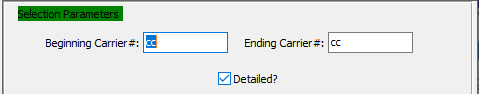 Selection Parameters
Beginning Carrier#: cc Ending Carrier#: cc
Detailed?